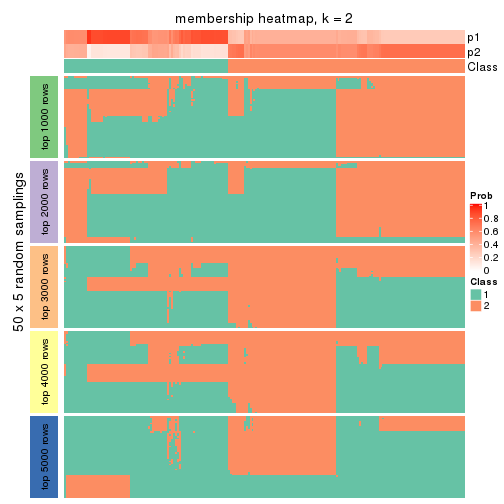 membership heatmap, k = 2
p1
p2
Class
50 x 5 random samplings
top 1000 rows
top 2000 rows
top 3000 rows
top 4000 rows
top 5000 rows
Prob
1
0.8
0.6
0.4
0.2
0
Class
1
2